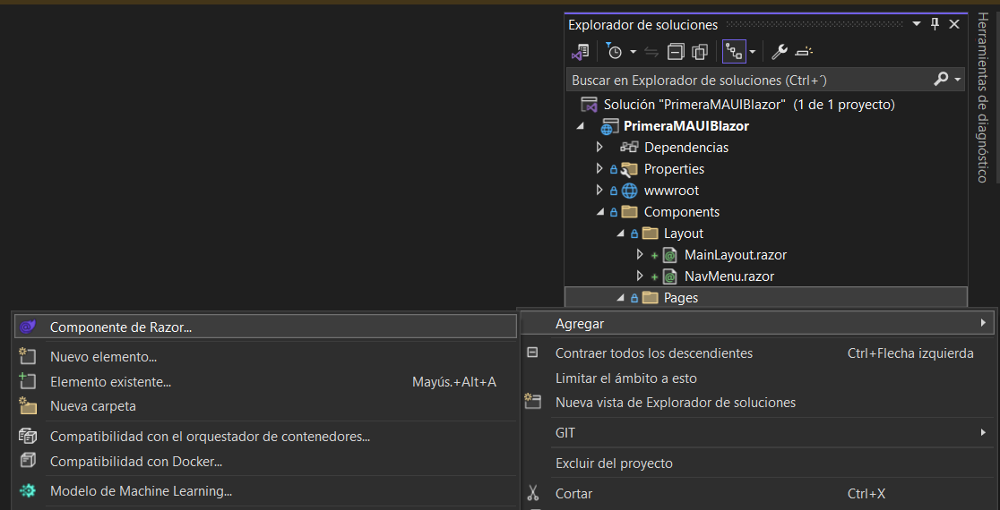 Explorador de soluciones
Buscar en Explorador de soluciones (Ctrl+´)
Solución "PrimeraMAUIBlazor" (1 de 1 proyecto)
PrimeraMAUIBlazor
Dependencias
Properties
wwwroot
Components
Layout
MainLayout.razor
NavMenu.razor
Pages
Agregar
Contraer todos los descendientes Ctrl+Flecha izquierda
Limitar el ámbito a esto
Nueva vista de Explorador de soluciones
GIT
Excluir del proyecto
Cortar Ctrl+X
Componente de Razor...
Nuevo elemento...
Elemento existente... Mayús.+Alt+A
Nueva carpeta
Compatibilidad con el orquestador de contenedores...
Compatibilidad con Docker...
Modelo de Machine Learning...
Herramientas de diagnóstico